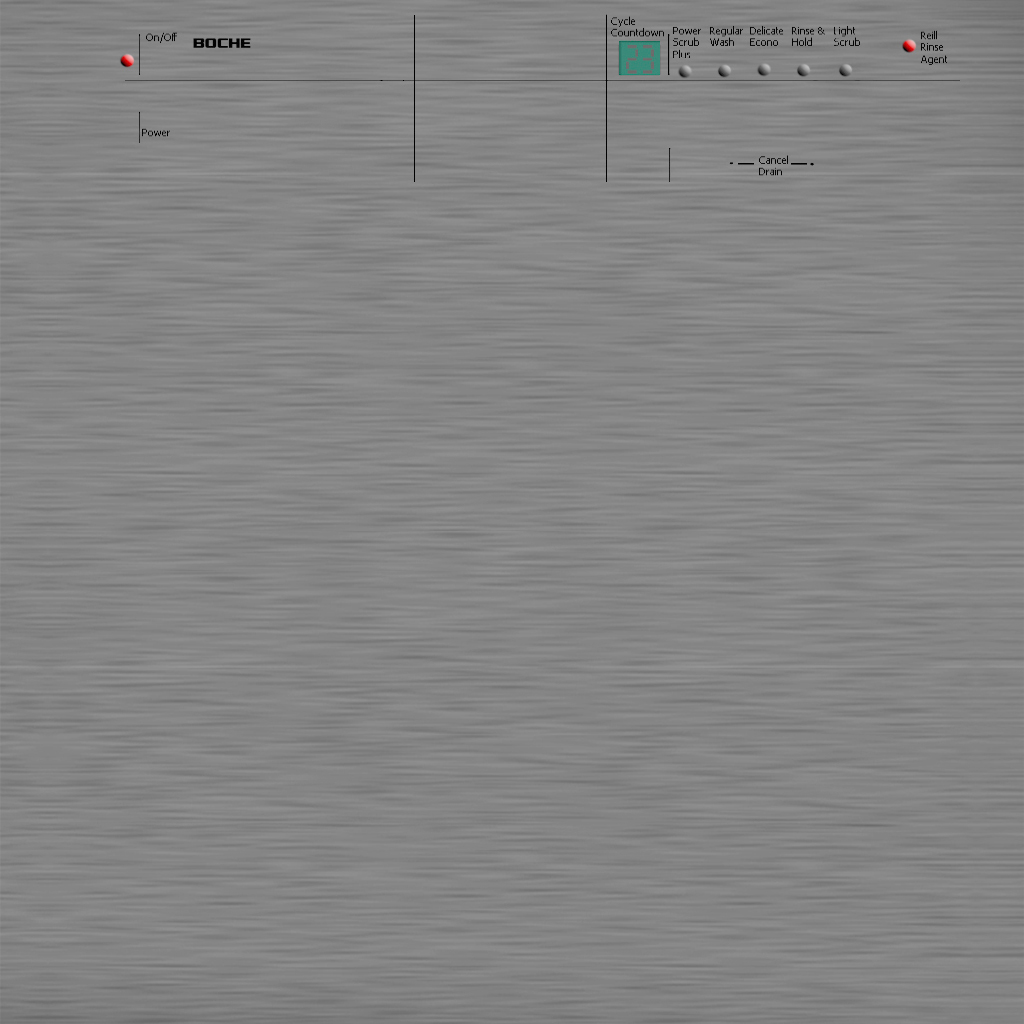 On/Off
BOCHE
Power
Cycle
Countdown
23
Power
Scrub
Plus
Regular
Wash
Delicate
Econo
Rinse &
Hold
Light
Scrub
Reill
Rinse
Agent
Cancel
Drain